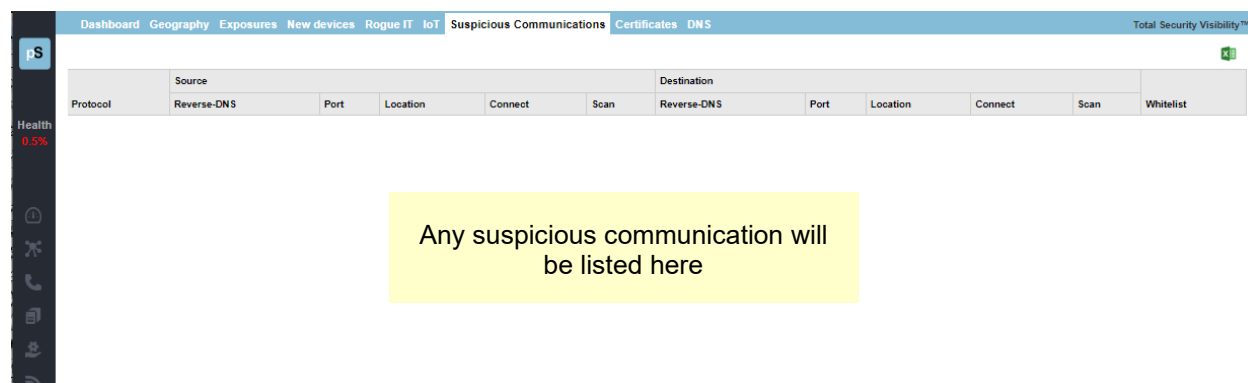 Dashboard Geography Exposures New devices Rogue IT IoT Suspicious Communications Certificates DNS Total Security Visibility™
pS
Source Destination
Protocol Reverse-DNS Port Location Connect Scan Reverse-DNS Port Location Connect Scan Whitelist
Health
0.5%
Any suspicious communication will
be listed here